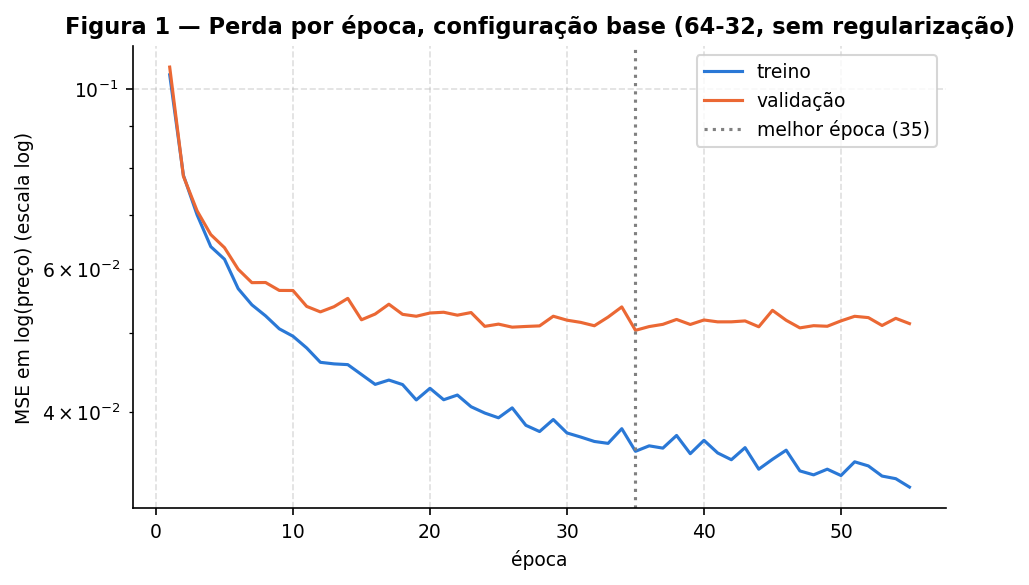 Figura 1 — Perda por época, configuração base (64-32, sem regularização)
treino
validação
melhor época (35)
MSE em log(preço) (escala log)
10⁻¹
6 × 10⁻²
4 × 10⁻²
0 10 20 30 40 50
época